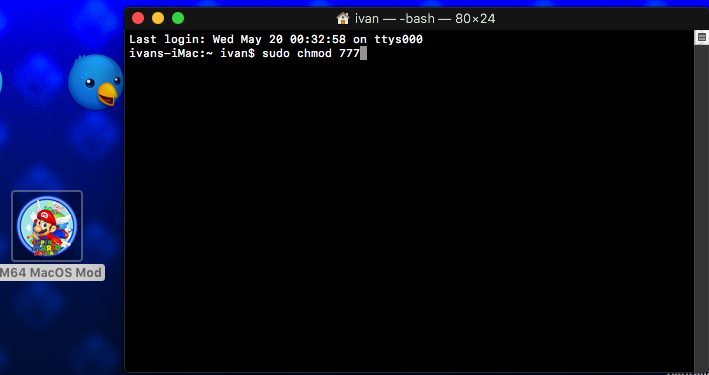 ivan — -bash — 80×24
Last login: Wed May 20 00:32:58 on ttys000
ivans-iMac:~ ivan$ sudo chmod 777
M64 MacOS Mod